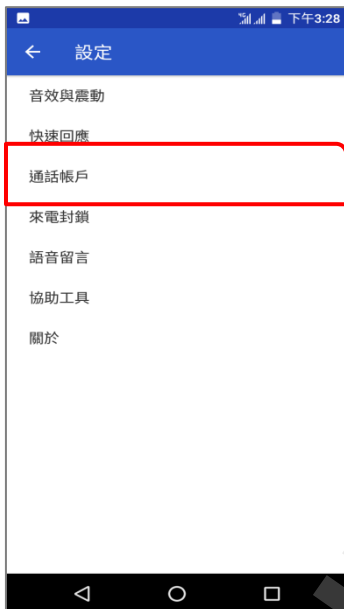 下午3:28
設定
音效與震動
快速回應
通話帳戶
來電封鎖
語音留言
協助工具
關於